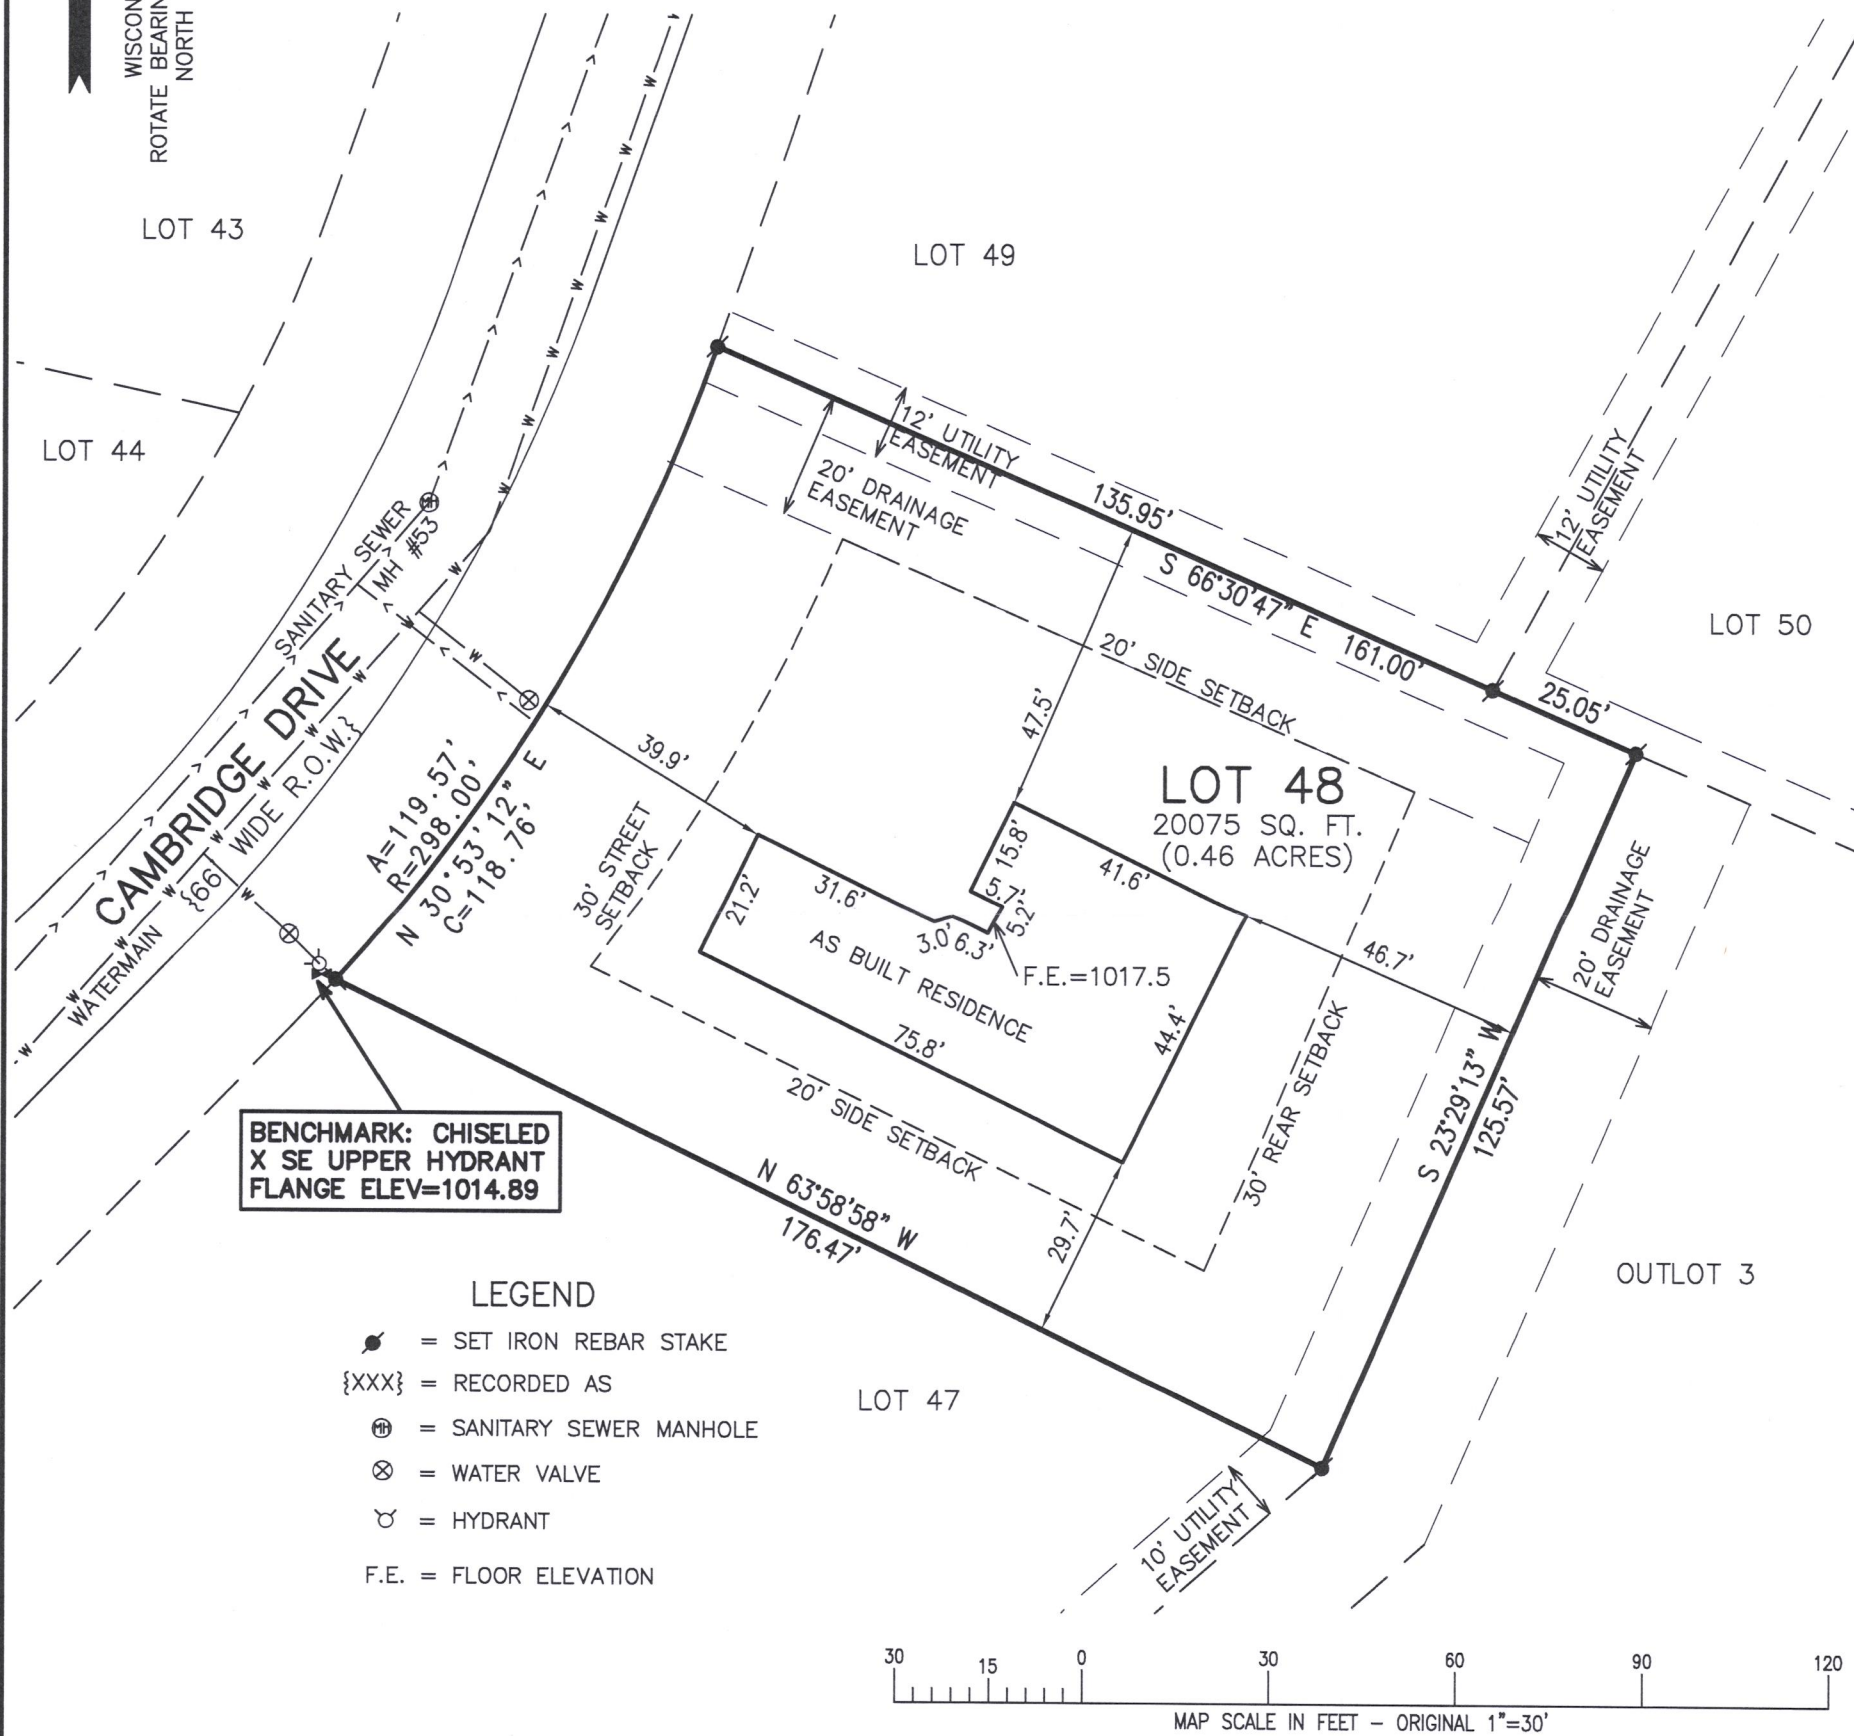 WISCON
ROTATE BEARIN
NORTH
LOT 43
LOT 49
LOT 44
12' UTILITY
EASEMENT
20' DRAINAGE
EASEMENT
135.95'
S 66°30'47" E
161.00'
12' UTILITY
EASEMENT
LOT 50
25.05'
SANITARY SEWER
MH #53
CAMBRIDGE DRIVE
{66' WIDE R.O.W.}
WATERMAIN
A=119.57'
R=298.00'
N 30°53'12" E
C=118.76'
39.9'
47.5'
20' SIDE SETBACK
LOT 48
20075 SQ. FT.
(0.46 ACRES)
30' STREET
SETBACK
21.2'
31.6'
15.8'
5.7'
5.2'
41.6'
3.0'
6.3'
AS BUILT RESIDENCE
F.E.=1017.5
46.7'
20' DRAINAGE
EASEMENT
75.8'
44.4'
20' SIDE SETBACK
30' REAR SETBACK
S 23°29'13" W
125.57'
29.7'
N 63°58'58" W
176.47'
BENCHMARK: CHISELED
X SE UPPER HYDRANT
FLANGE ELEV=1014.89
OUTLOT 3
LOT 47
10' UTILITY
EASEMENT
LEGEND
= SET IRON REBAR STAKE
{XXX} = RECORDED AS
MH = SANITARY SEWER MANHOLE
= WATER VALVE
= HYDRANT
F.E. = FLOOR ELEVATION
30 15 0 30 60 90 120
MAP SCALE IN FEET – ORIGINAL 1"=30'